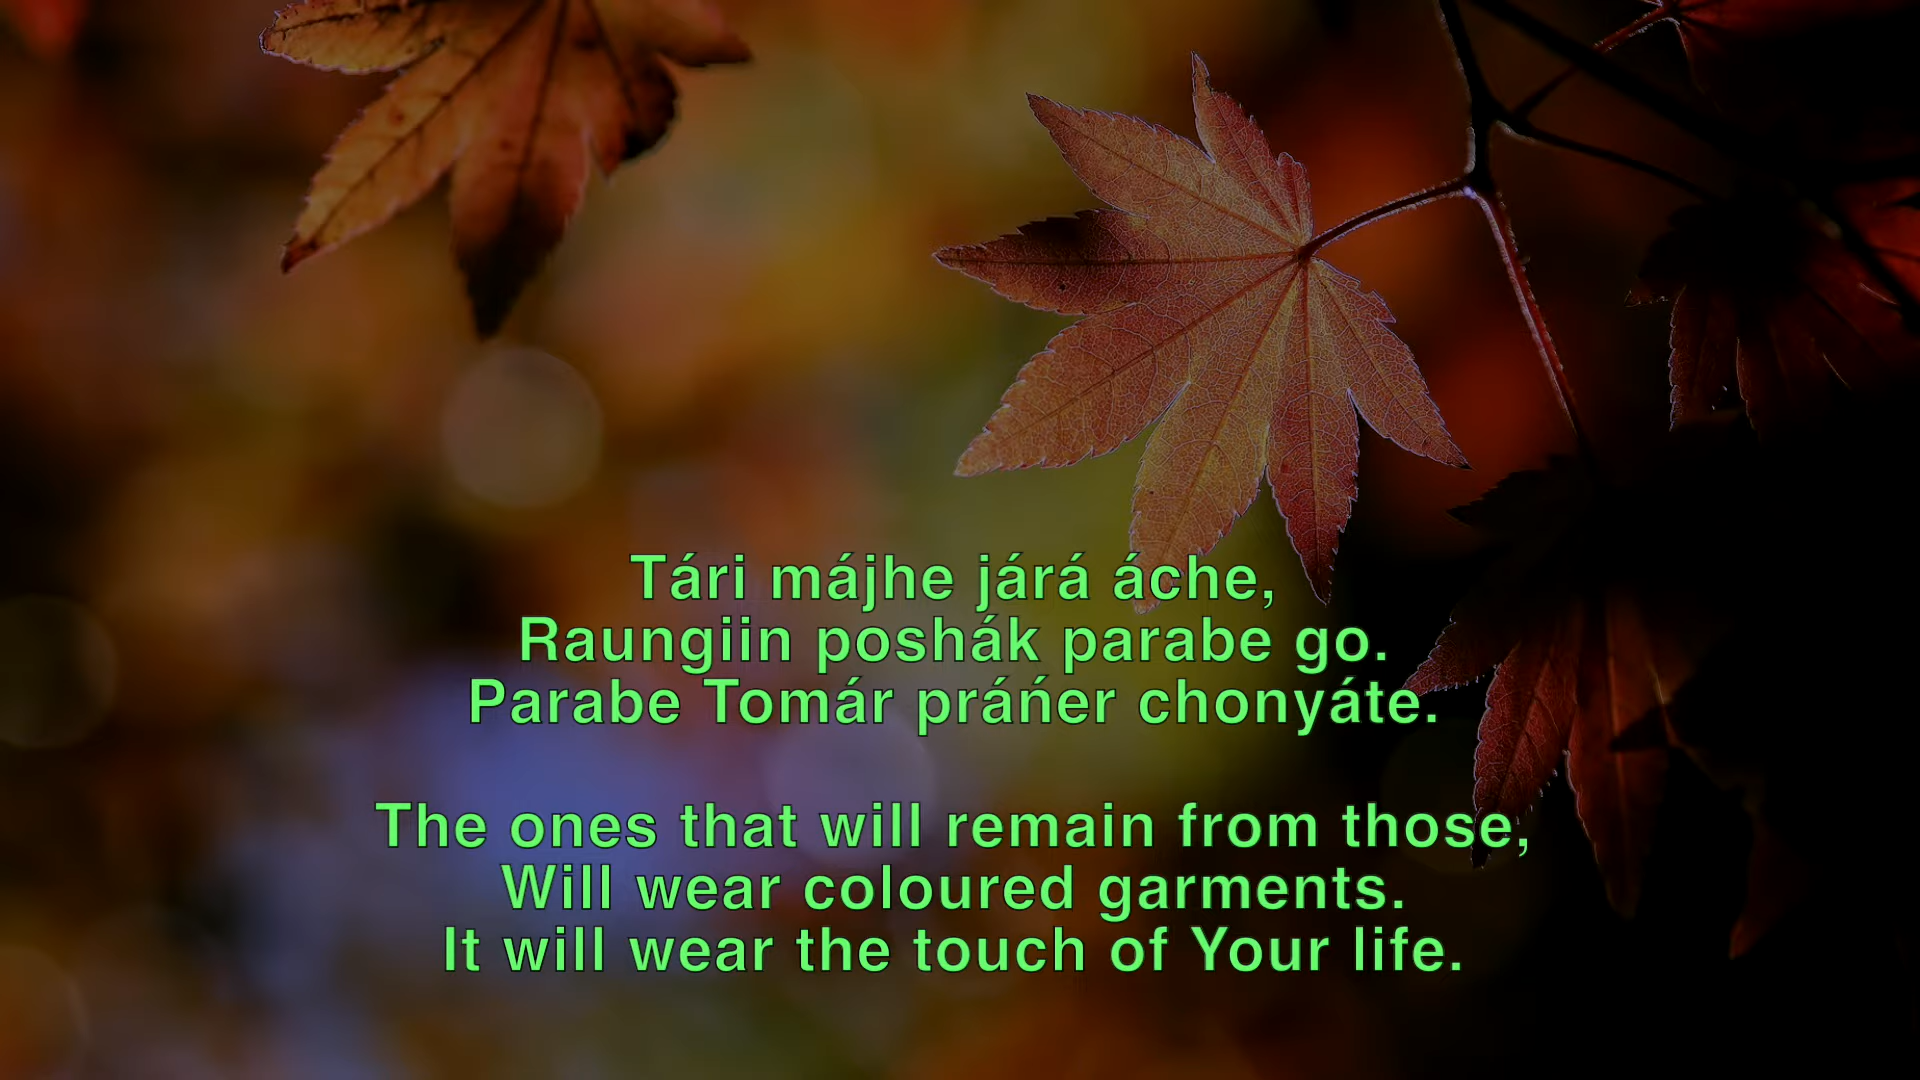 Tári májhe járá áche,
Raungiin poshák parabe go.
Parabe Tomár práńer chonyáte.
The ones that will remain from those,
Will wear coloured garments.
It will wear the touch of Your life.